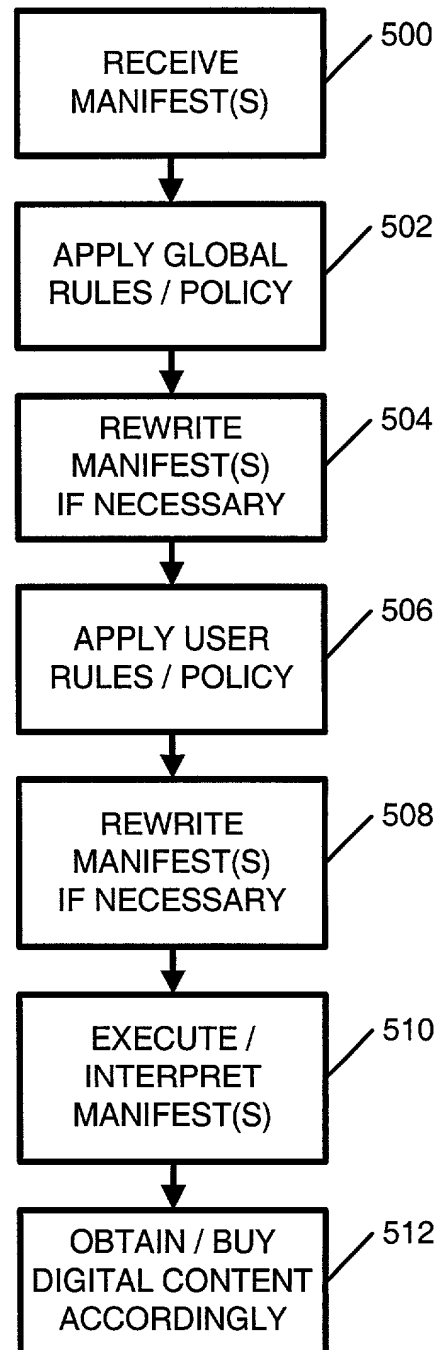 RECEIVE
MANIFEST(S)
500
APPLY GLOBAL
RULES / POLICY
502
REWRITE
MANIFEST(S)
IF NECESSARY
504
APPLY USER
RULES / POLICY
506
REWRITE
MANIFEST(S)
IF NECESSARY
508
EXECUTE /
INTERPRET
MANIFEST(S)
510
OBTAIN / BUY
DIGITAL CONTENT
ACCORDINGLY
512